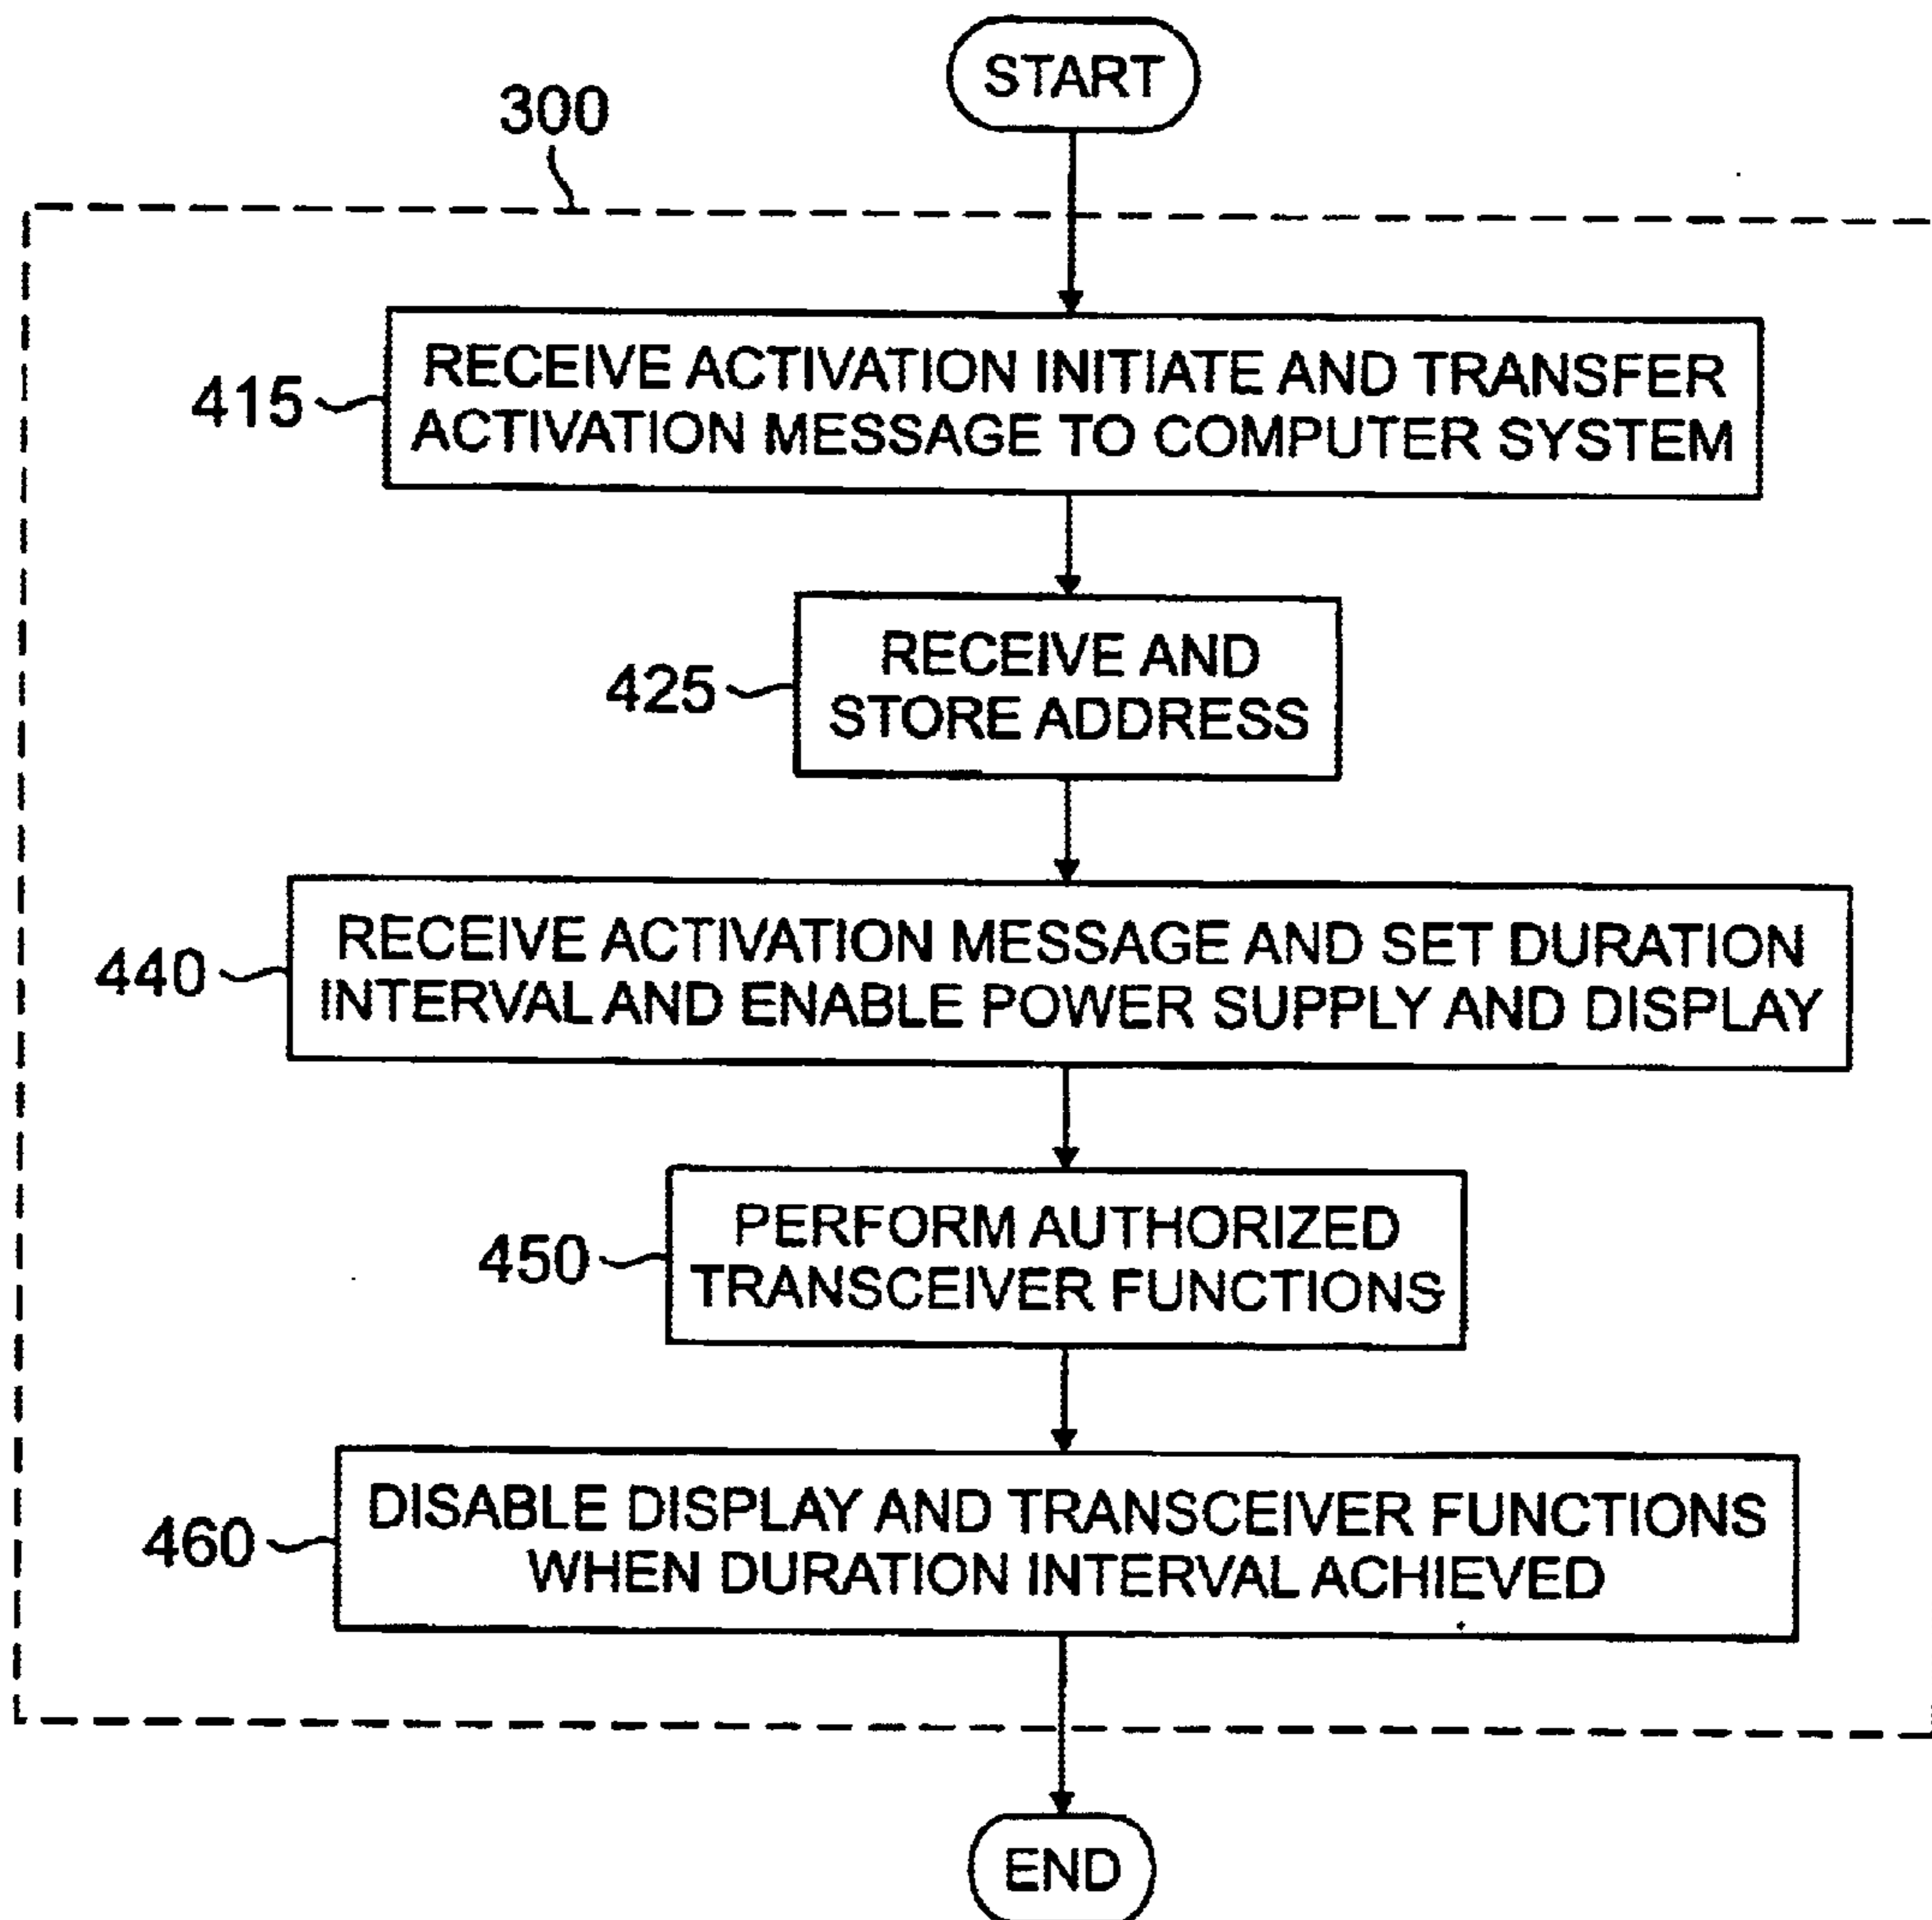 START
300
415
RECEIVE ACTIVATION INITIATE AND TRANSFER
ACTIVATION MESSAGE TO COMPUTER SYSTEM
425
RECEIVE AND
STORE ADDRESS
440
RECEIVE ACTIVATION MESSAGE AND SET DURATION
INTERVAL AND ENABLE POWER SUPPLY AND DISPLAY
450
PERFORM AUTHORIZED
TRANSCEIVER FUNCTIONS
460
DISABLE DISPLAY AND TRANSCEIVER FUNCTIONS
WHEN DURATION INTERVAL ACHIEVED
END